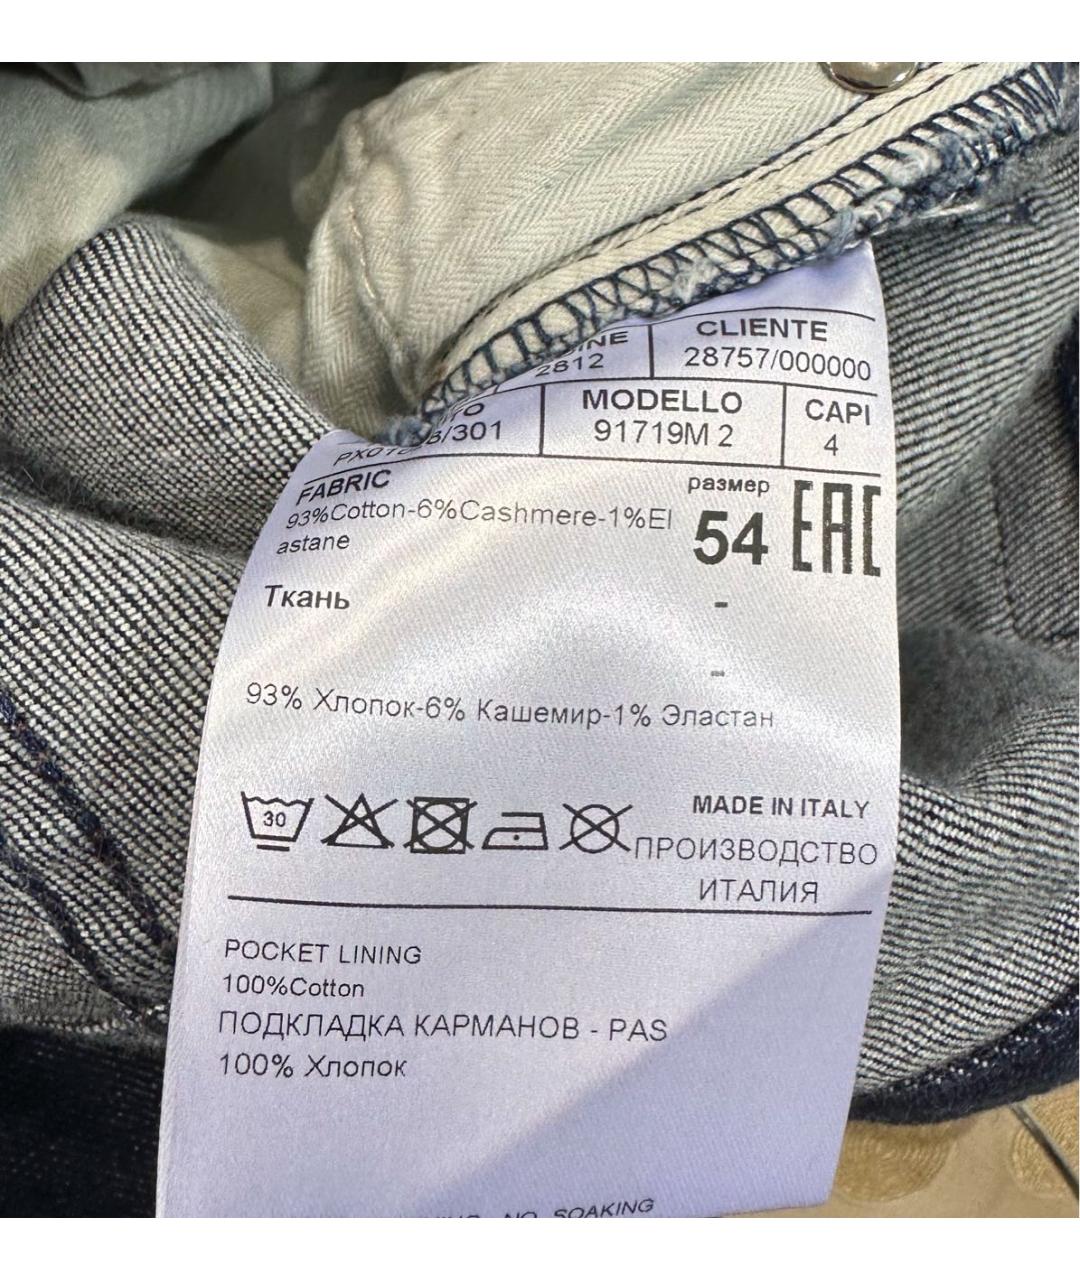 CLIENTE
2812 28757/000000
MODELLO CAPI
/301 91719M 2 4
FABRIC размер EAC
93%Cotton-6%Cashmere-1%El 54
astane
Ткань -
-
93% Хлопок-6% Кашемир-1% Эластан
30 MADE IN ITALY
ПРОИЗВОДСТВО
ИТАЛИЯ
POCKET LINING
100%Cotton
ПОДКЛАДКА КАРМАНОВ - PAS
100% Хлопок
NO SOAKING